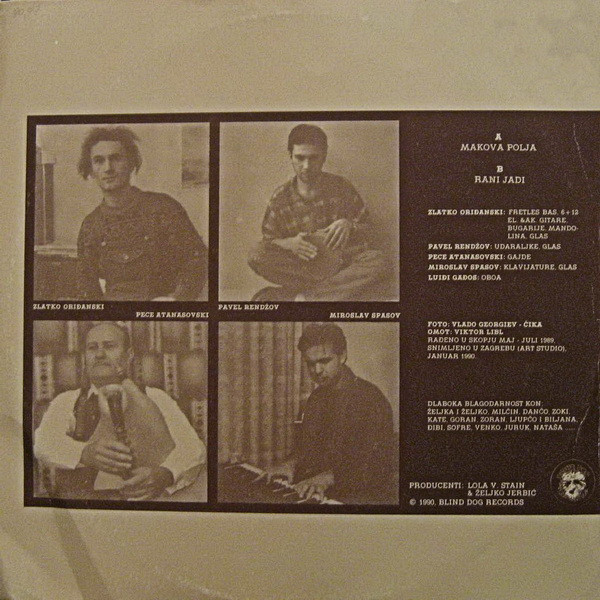 A
MAKOVA POLJA
B
RANI JADI
ZLATKO ORIĐANSKI: FRETLES BAS, 6+12
EL. &AK. GITARE,
BUGARIJE, MANDO-
LINA, GLAS
PAVEL RENDŽOV: UDARALJKE, GLAS
PECE ATANASOVSKI: GAJDE
MIROSLAV SPASOV: KLAVIJATURE, GLAS
LUIĐI GAĐOŠ: OBOA
ZLATKO ORIĐANSKI
PECE ATANASOVSKI
PAVEL RENDŽOV
MIROSLAV SPASOV
FOTO: VLADO GEORGIEV - ČIKA
OMOT: VIKTOR LIBL
RAĐENO U SKOPJU MAJ - JULI 1989.
SNIMLJENO U ZAGREBU (ART STUDIO),
JANUAR 1990.
DLABOKA BLAGODARNOST KON:
ŽELJKA I ŽELJKO, MILČIN, DANČO, ZOKI,
KATE, GORAN, ZORAN, LJUPČO I BILJANA,
DIBI, SOFRE, VENKO, JURUK, NATAŠA .....
PRODUCENTI: LOLA V. STAIN
& ŽELJKO JERBIĆ
© 1990, BLIND DOG RECORDS